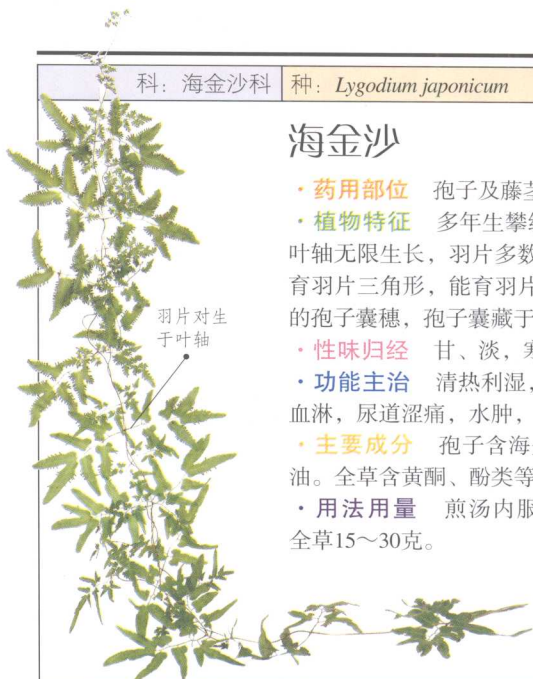 科：海金沙科 种：Lygodium japonicum
海金沙
·药用部位 孢子及藤茎
·植物特征 多年生攀
叶轴无限生长，羽片多数
育羽片三角形，能育羽片
的孢子囊穗，孢子囊藏于
·性味归经 甘、淡，寒
·功能主治 清热利湿，
血淋，尿道涩痛，水肿，
·主要成分 孢子含海
油。全草含黄酮、酚类等
·用法用量 煎汤内服
全草15～30克。
羽片对生
于叶轴